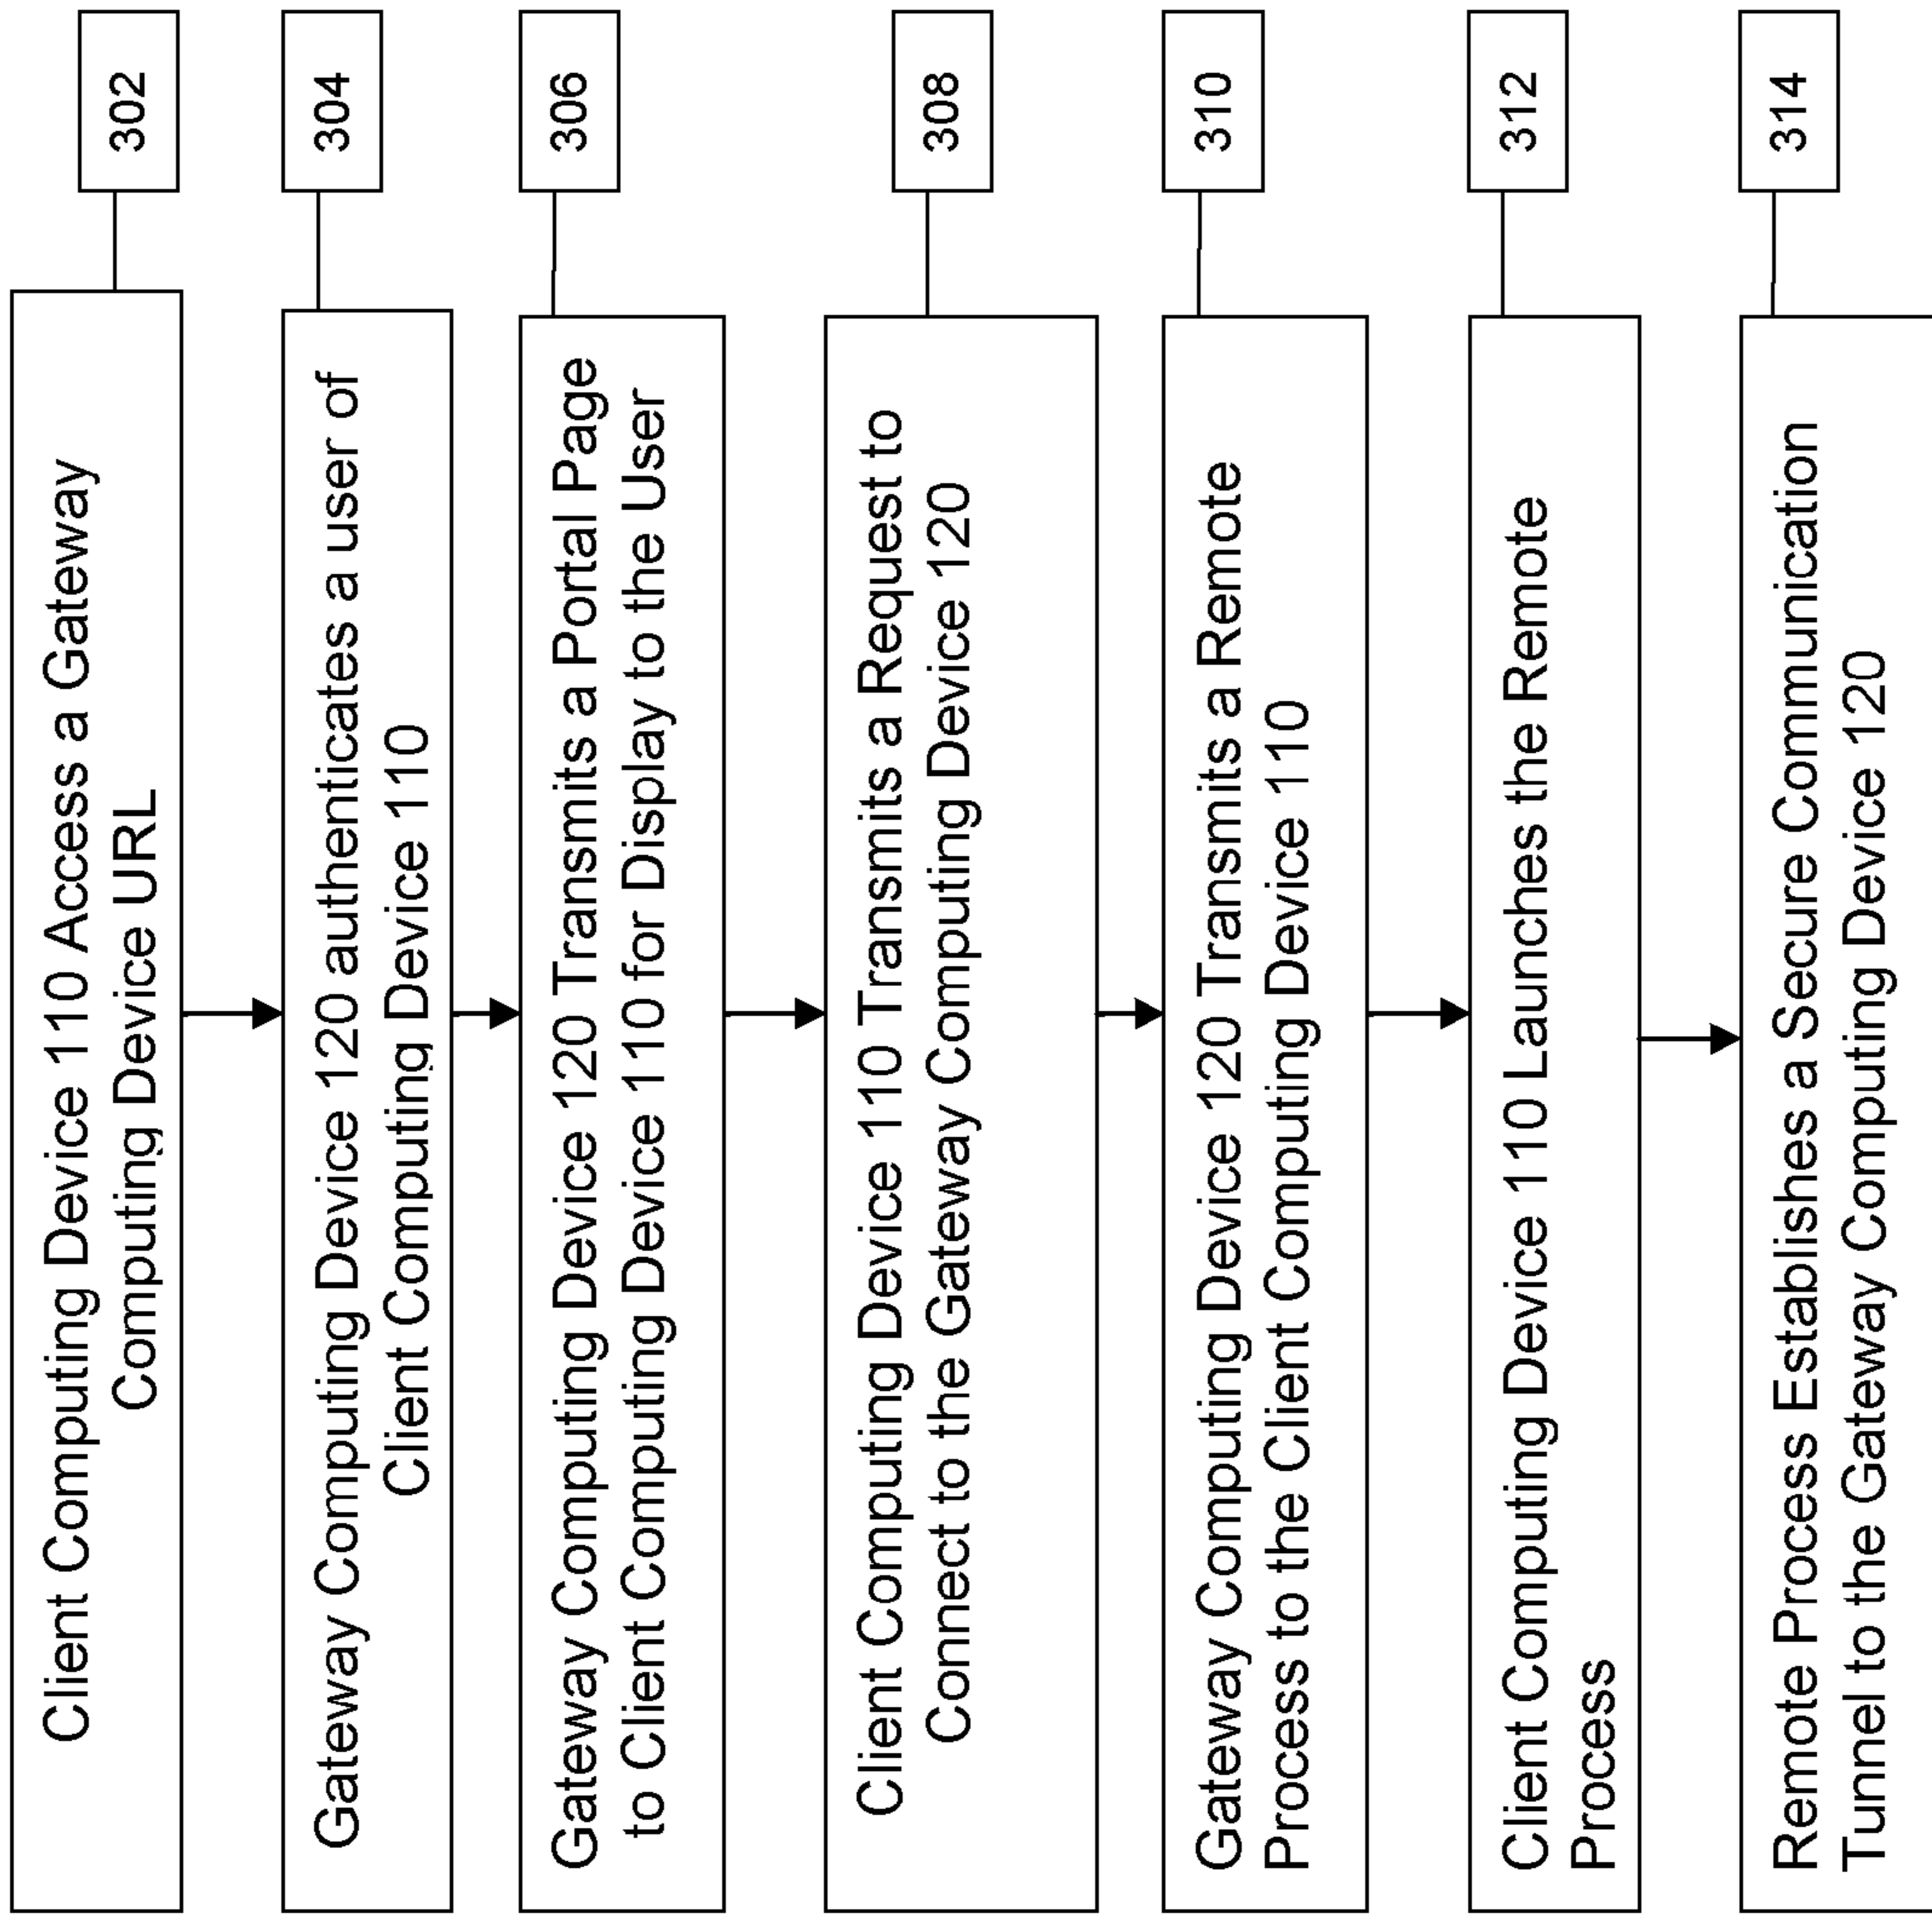 Client Computing Device 110 Access a Gateway
Computing Device URL
302
Gateway Computing Device 120 authenticates a user of
Client Computing Device 110
304
Gateway Computing Device 120 Transmits a Portal Page
to Client Computing Device 110 for Display to the User
306
Client Computing Device 110 Transmits a Request to
Connect to the Gateway Computing Device 120
308
Gateway Computing Device 120 Transmits a Remote
Process to the Client Computing Device 110
310
Client Computing Device 110 Launches the Remote
Process
312
Remote Process Establishes a Secure Communication
Tunnel to the Gateway Computing Device 120
314